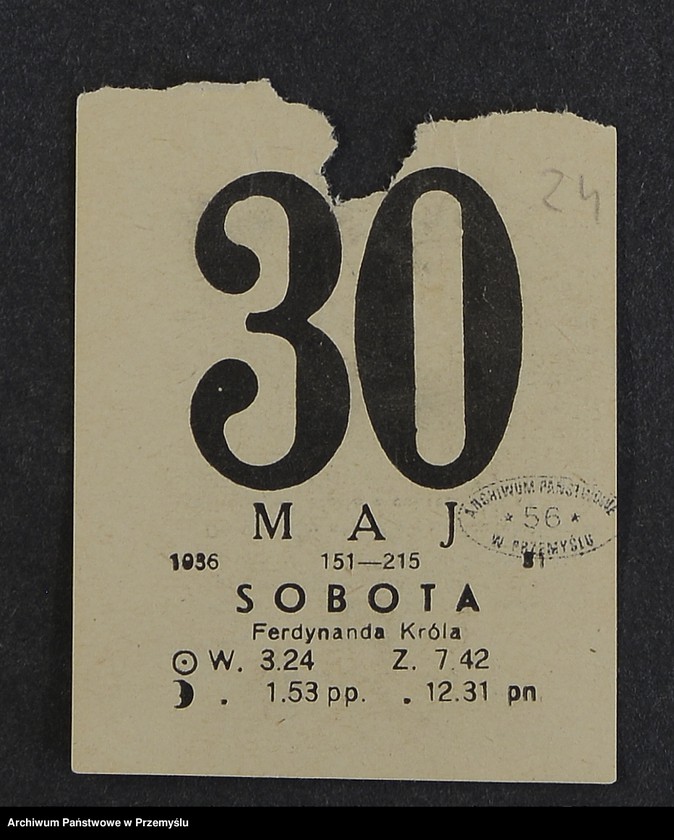 24
30
MAJ
ARCHIWUM PAŃSTWOWE
* 56 *
W PRZEMYŚLU
1936 151—215
SOBOTA
Ferdynanda Króla
W. 3.24 Z. 7.42
. 1.53 pp. . 12.31 pn
Archiwum Państwowe w Przemyślu